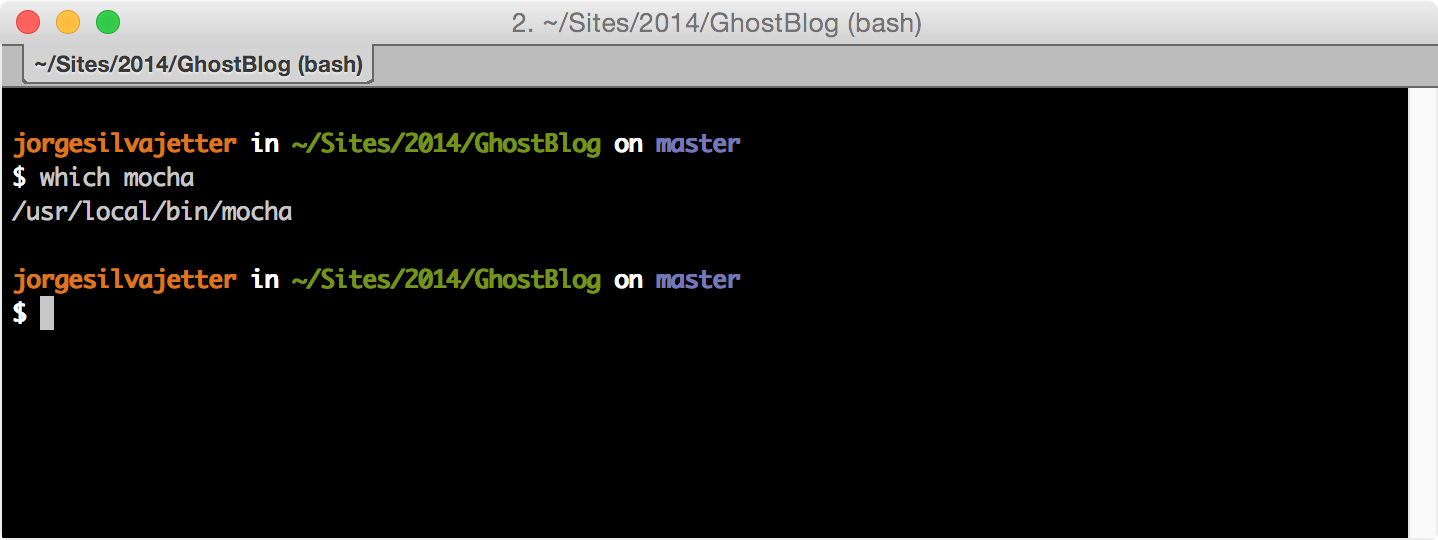 2. ~/Sites/2014/GhostBlog (bash)
~/Sites/2014/GhostBlog (bash)
jorgesilvajetter in ~/Sites/2014/GhostBlog on master
$ which mocha
/usr/local/bin/mocha
jorgesilvajetter in ~/Sites/2014/GhostBlog on master
$